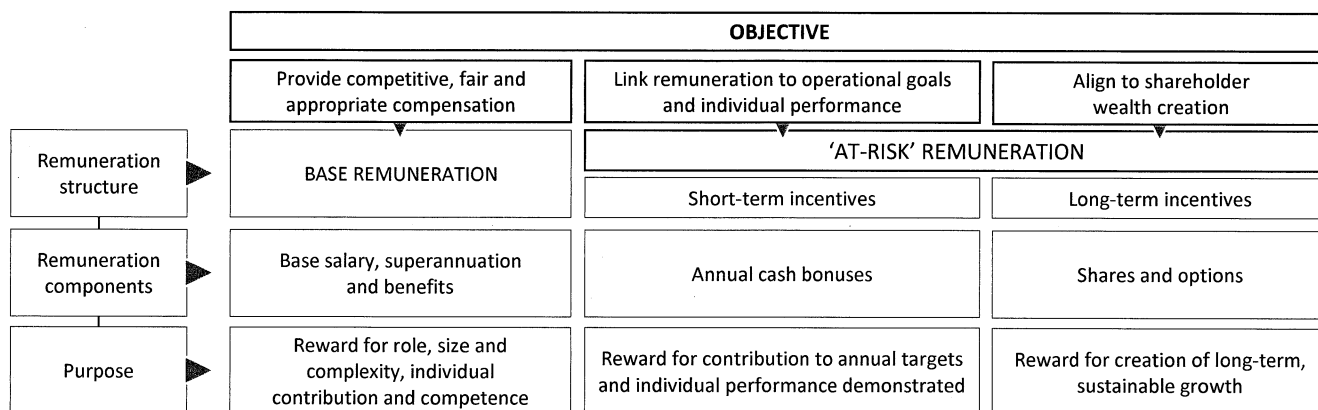 OBJECTIVE
Provide competitive, fair and
appropriate compensation
Link remuneration to operational goals
and individual performance
Align to shareholder
wealth creation
Remuneration
structure
BASE REMUNERATION
‘AT-RISK’ REMUNERATION
Short-term incentives
Long-term incentives
Remuneration
components
Base salary, superannuation
and benefits
Annual cash bonuses
Shares and options
Purpose
Reward for role, size and
complexity, individual
contribution and competence
Reward for contribution to annual targets
and individual performance demonstrated
Reward for creation of long-term,
sustainable growth